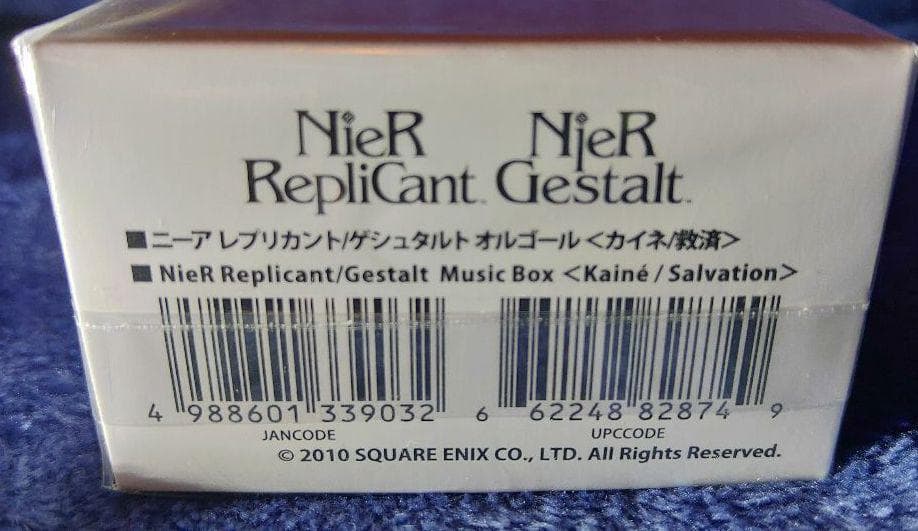 NieR RepliCant™ NieR Gestalt™
■ニーア レプリカント/ゲシュタルト オルゴール＜カイネ/救済＞
■NieR Replicant/Gestalt Music Box ＜Kainé / Salvation＞
4 988601 339032 6 62248 82874 9
JANCODE UPCCODE
© 2010 SQUARE ENIX CO., LTD. All Rights Reserved.